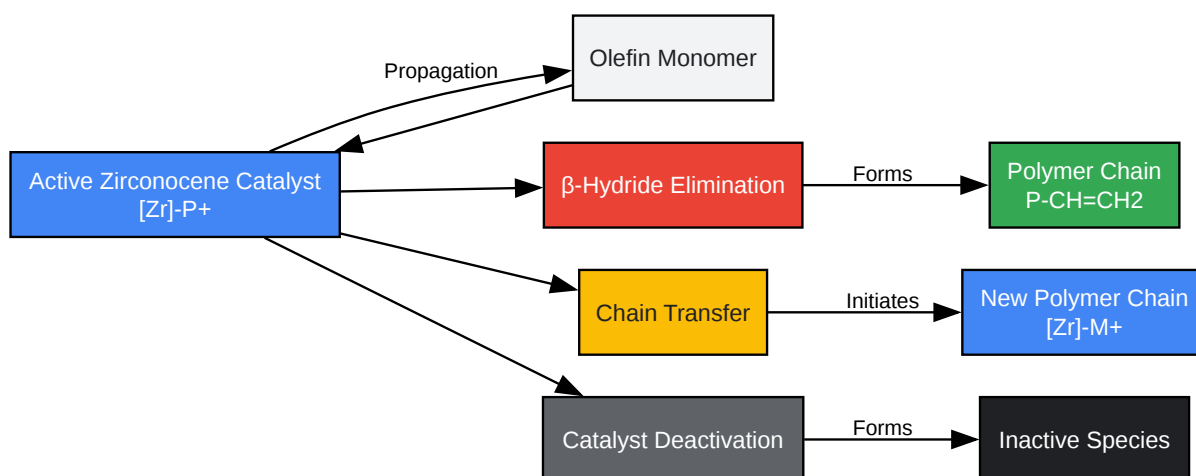 Olefin Monomer
Propagation
Active Zirconocene Catalyst
[Zr]-P+
β-Hydride Elimination
Forms
Polymer Chain
P-CH=CH2
Chain Transfer
Initiates
New Polymer Chain
[Zr]-M+
Catalyst Deactivation
Forms
Inactive Species